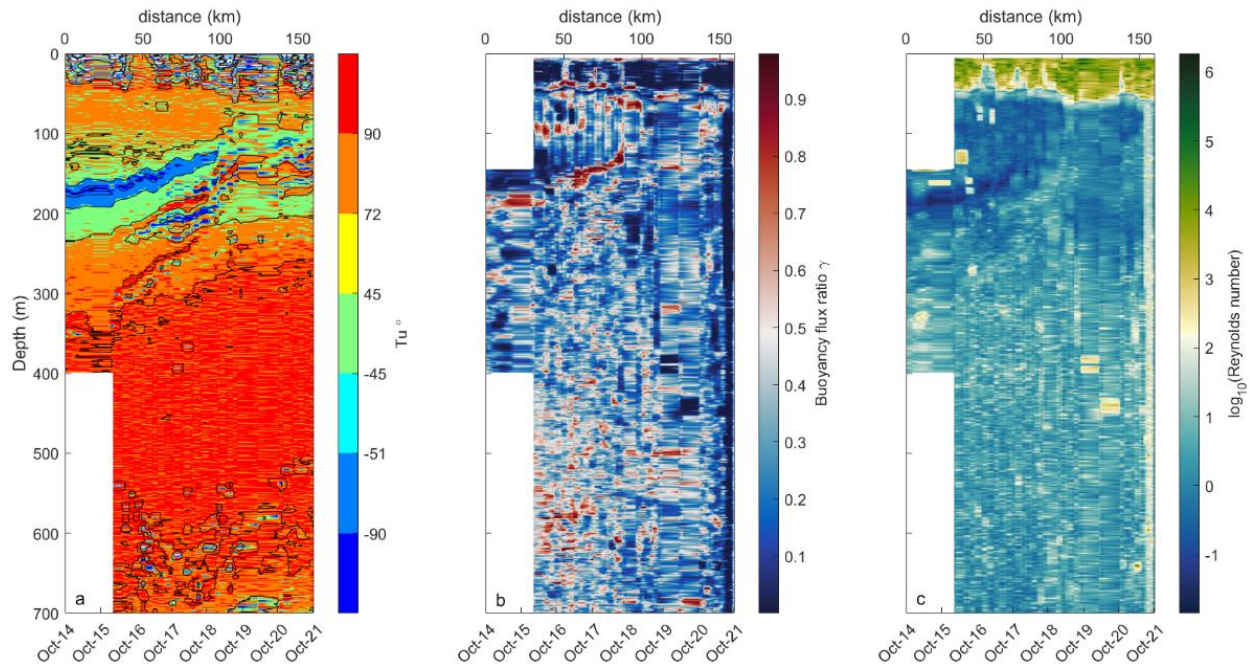 distance (km)
0 50 100 150
0
100
200
300
400
500
600
700
Depth (m)
a
Oct-14 Oct-15 Oct-16 Oct-17 Oct-18 Oct-19 Oct-20 Oct-21
90
72
45
-45
-51
-90
Tu °
distance (km)
0 50 100 150
b
Oct-14 Oct-15 Oct-16 Oct-17 Oct-18 Oct-19 Oct-20 Oct-21
0.9
0.8
0.7
0.6
0.5
0.4
0.3
0.2
0.1
Buoyancy flux ratio γ
distance (km)
0 50 100 150
c
Oct-14 Oct-15 Oct-16 Oct-17 Oct-18 Oct-19 Oct-20 Oct-21
6
5
4
3
2
1
0
-1
log₁₀(Reynolds number)